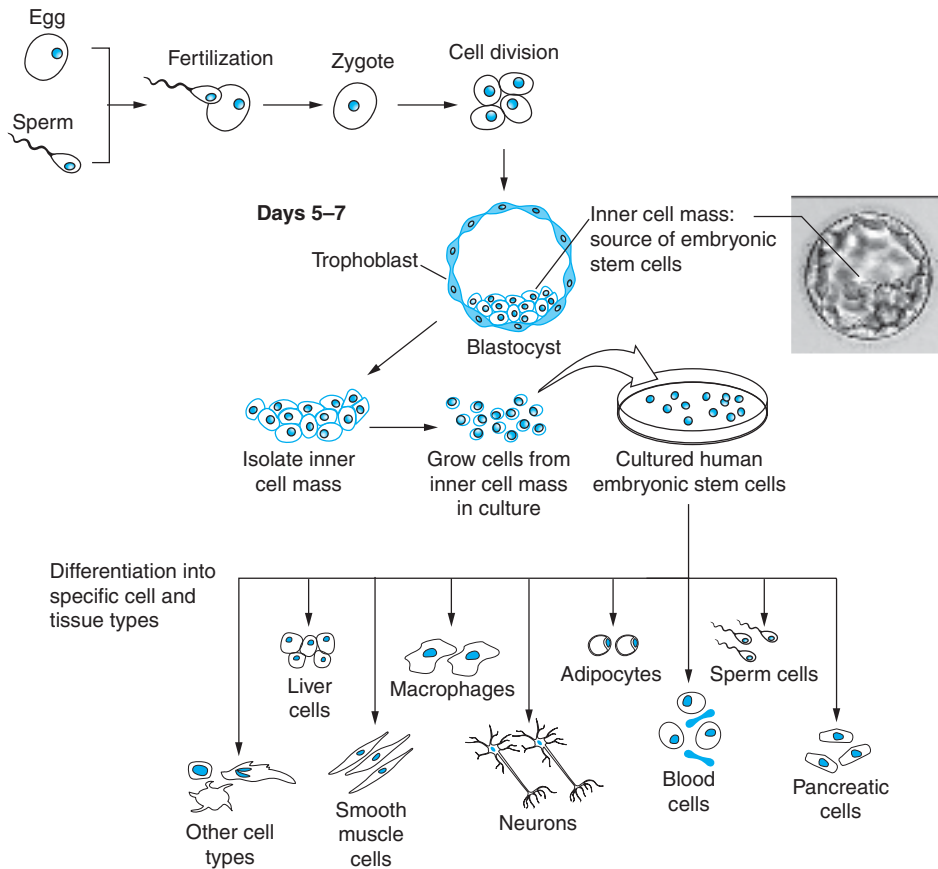 Egg
Fertilization
Zygote
Cell division
Sperm
Days 5–7
Inner cell mass:
source of embryonic
stem cells
Trophoblast
Blastocyst
Isolate inner
cell mass
Grow cells from
inner cell mass
in culture
Cultured human
embryonic stem cells
Differentiation into
specific cell and
tissue types
Liver
cells
Macrophages
Adipocytes
Sperm cells
Other cell
types
Smooth
muscle
cells
Neurons
Blood
cells
Pancreatic
cells